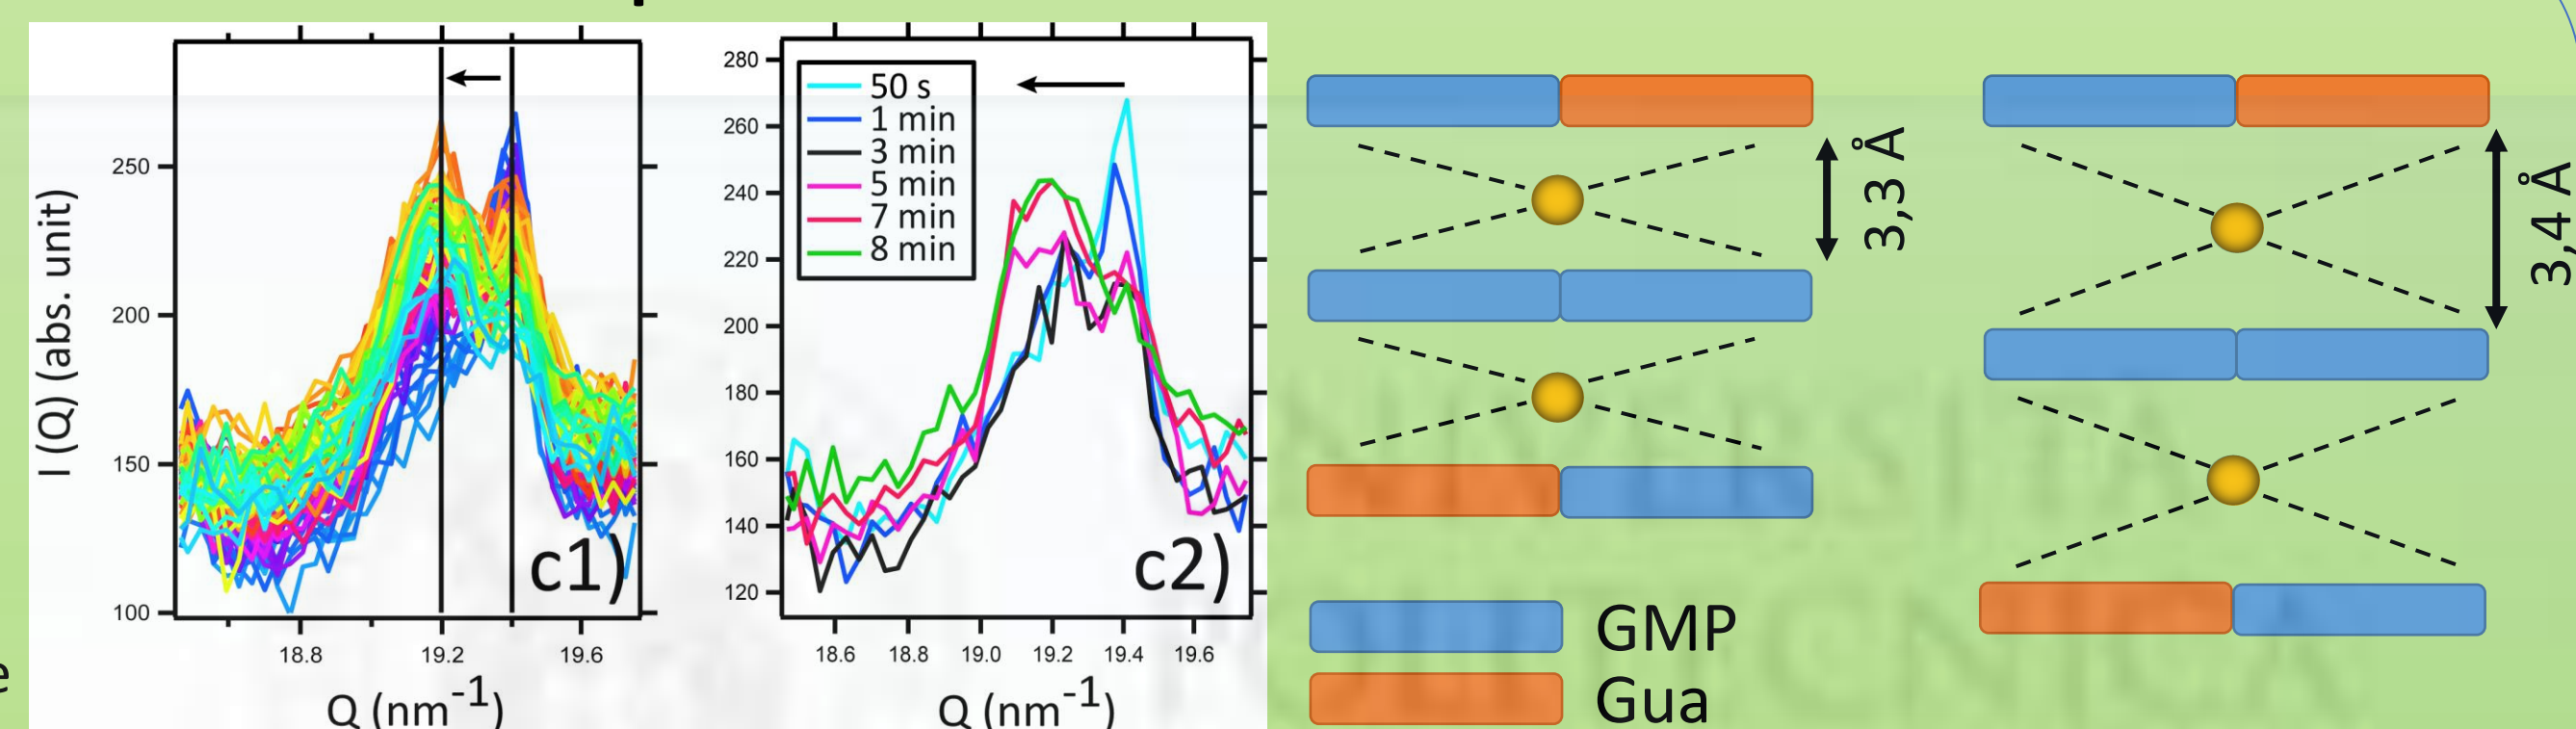 I (Q) (abs. unit)
250
200
150
100
18.8 19.2 19.6
Q (nm-1)
c1)
280
260
240
220
200
180
160
140
120
50 s
1 min
3 min
5 min
7 min
8 min
18.6 18.8 19.0 19.2 19.4 19.6
Q (nm-1)
c2)
3,3 Å
3,4 Å
GMP
Gua
e